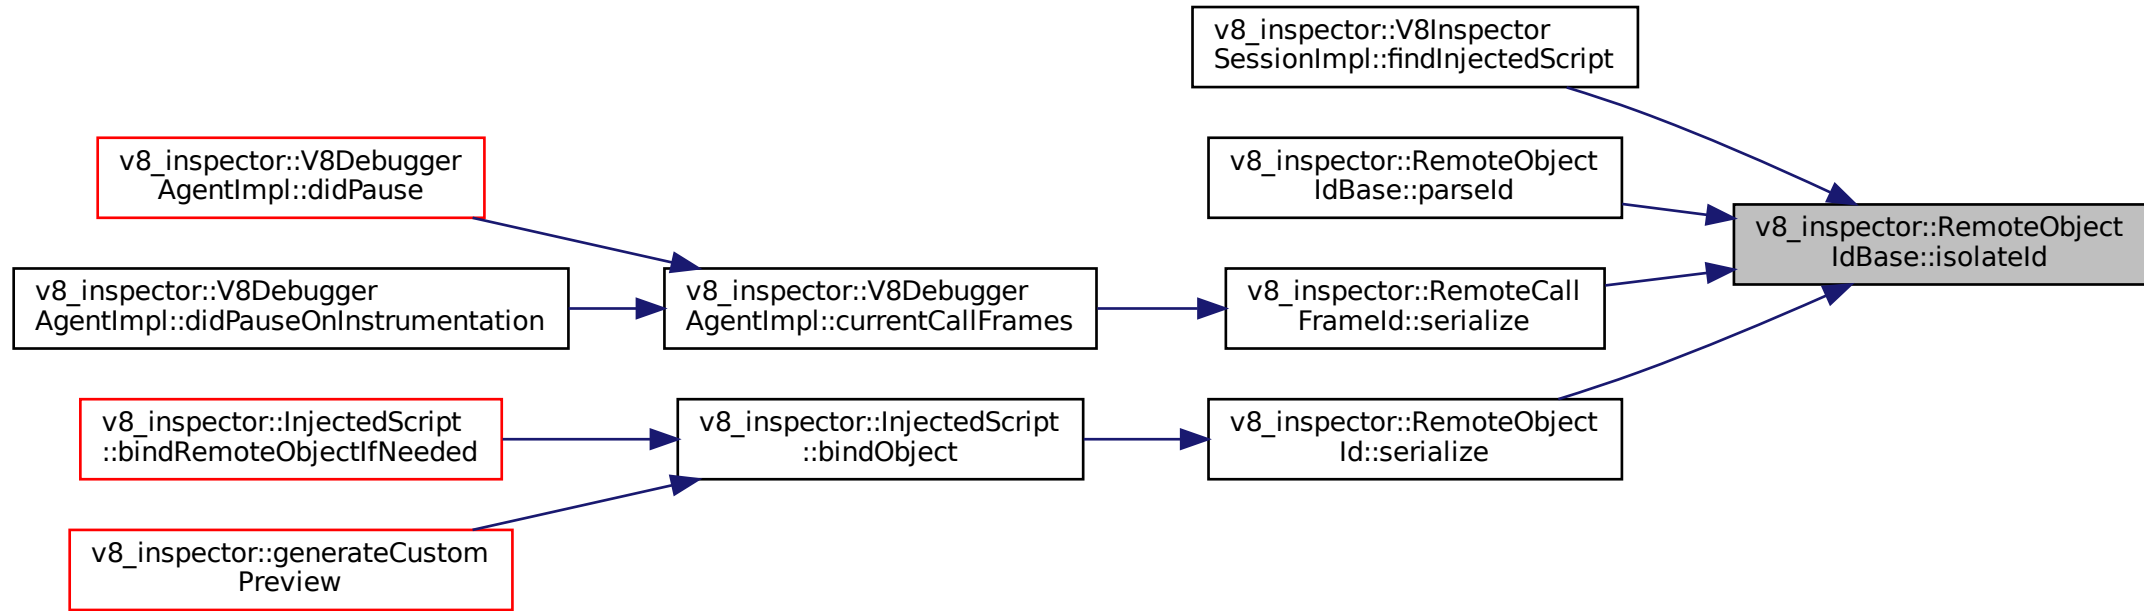 v8_inspector::V8Inspector
SessionImpl::findInjectedScript
v8_inspector::V8Debugger
AgentImpl::didPause
v8_inspector::RemoteObject
IdBase::parseId
v8_inspector::RemoteObject
IdBase::isolateId
v8_inspector::V8Debugger
AgentImpl::didPauseOnInstrumentation
v8_inspector::V8Debugger
AgentImpl::currentCallFrames
v8_inspector::RemoteCall
FrameId::serialize
v8_inspector::InjectedScript
::bindRemoteObjectIfNeeded
v8_inspector::InjectedScript
::bindObject
v8_inspector::RemoteObject
Id::serialize
v8_inspector::generateCustom
Preview